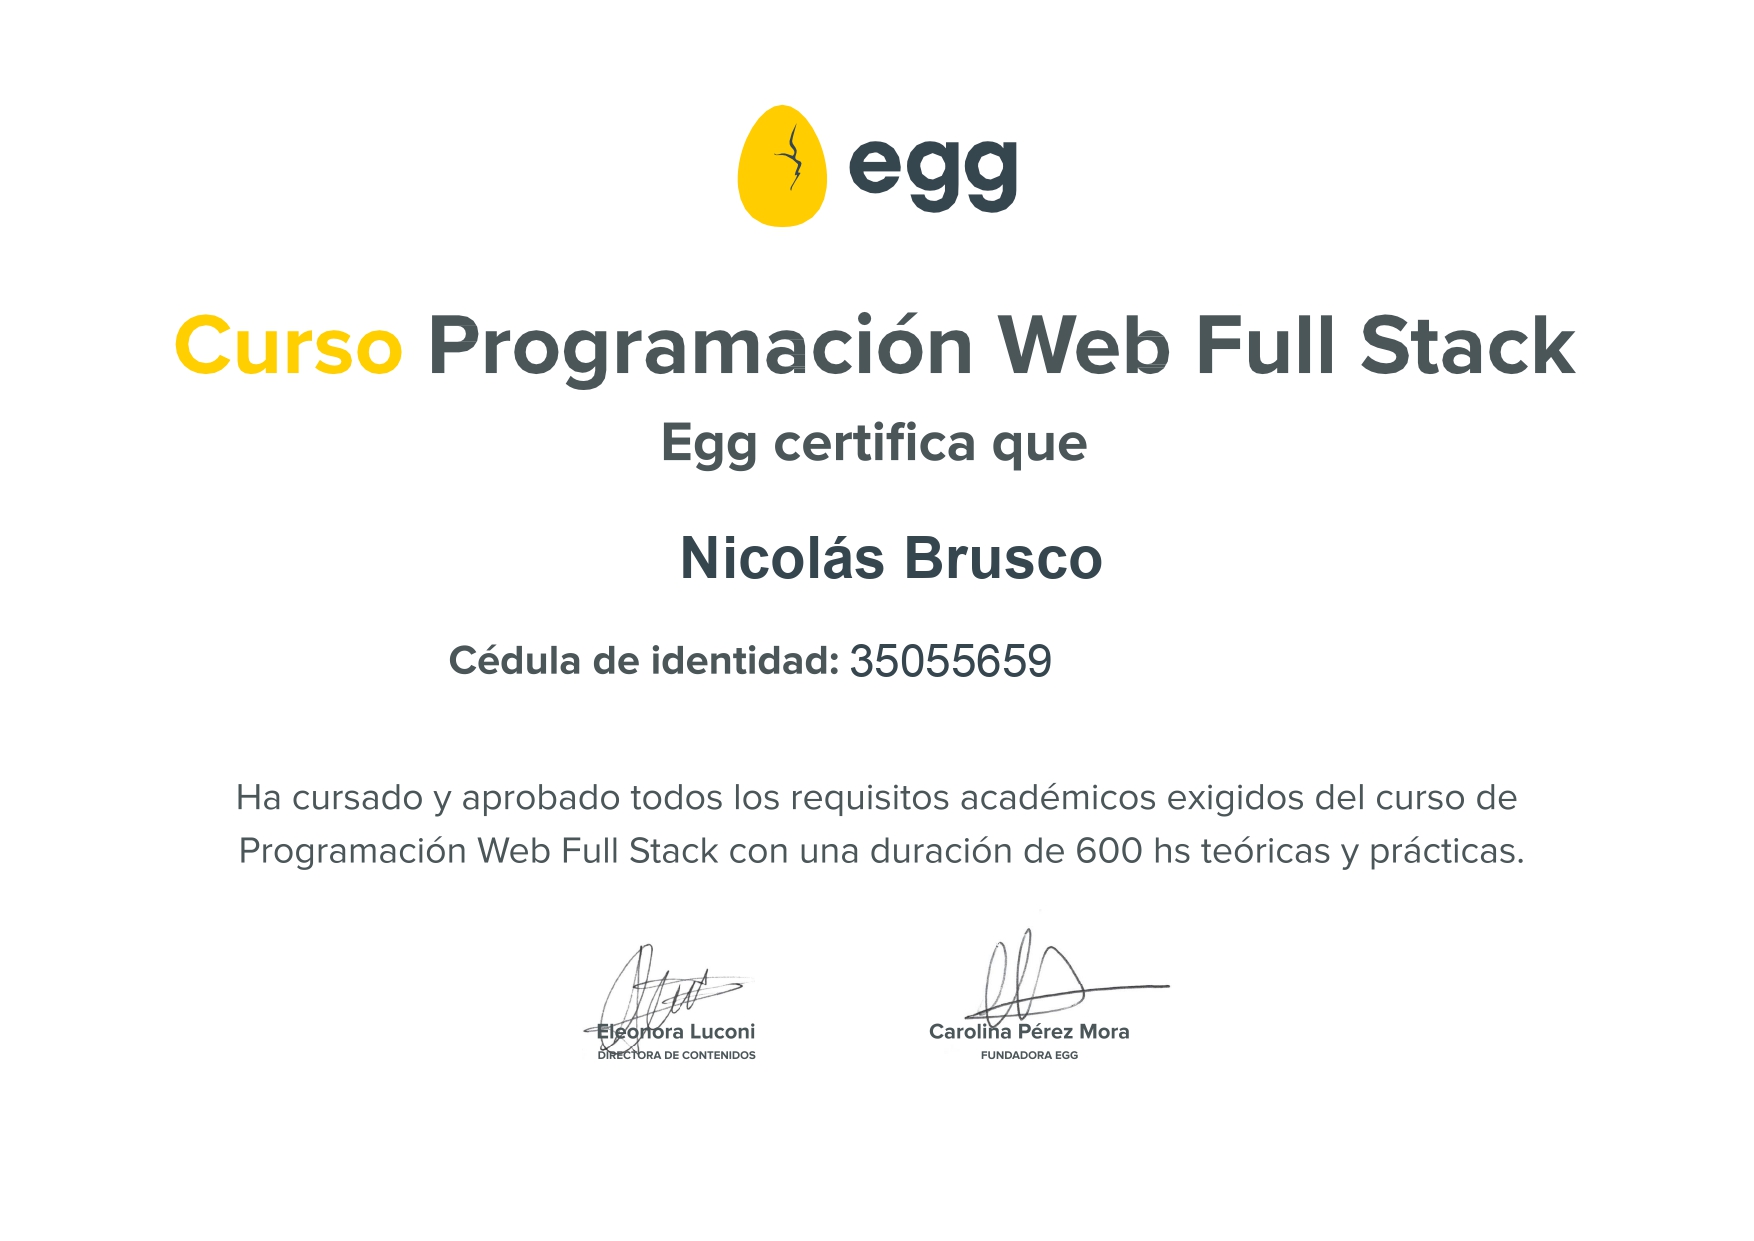 egg
Curso Programación Web Full Stack
Egg certifica que
Nicolás Brusco
Cédula de identidad: 35055659
Ha cursado y aprobado todos los requisitos académicos exigidos del curso de
Programación Web Full Stack con una duración de 600 hs teóricas y prácticas.
Eleonora Luconi
DIRECTORA DE CONTENIDOS
Carolina Pérez Mora
FUNDADORA EGG